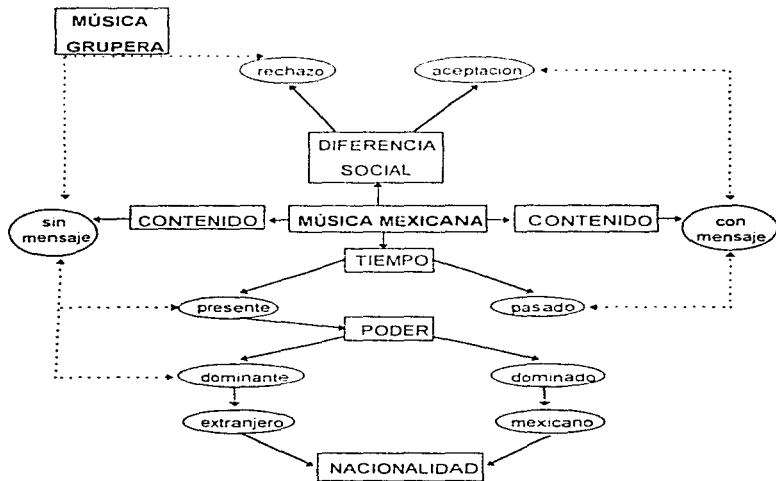 MÚSICA
GRUPERA
rechazo
aceptación
DIFERENCIA
SOCIAL
sin
mensaje
CONTENIDO
MÚSICA MEXICANA
CONTENIDO
con
mensaje
TIEMPO
presente
pasado
PODER
dominante
dominado
extranjero
mexicano
NACIONALIDAD